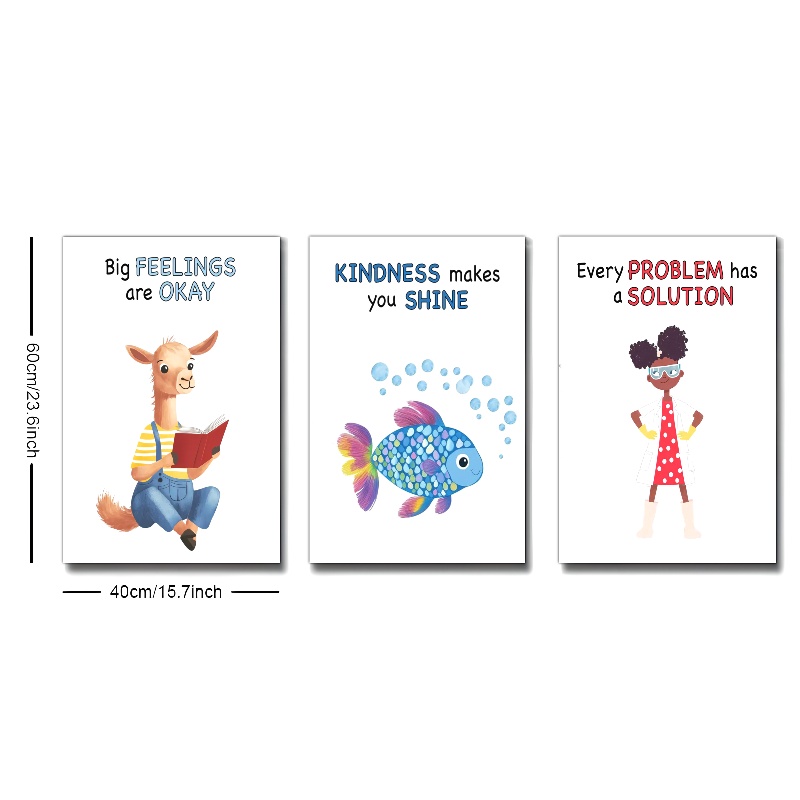 Big FEELINGS
are OKAY
KINDNESS makes
you SHINE
Every PROBLEM has
a SOLUTION
60cm/23.6inch
40cm/15.7inch